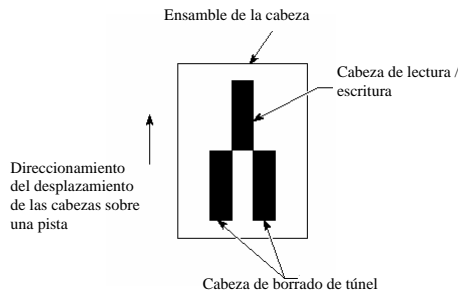 Ensamble de la cabeza
Cabeza de lectura /
escritura
Direccionamiento
del desplazamiento
de las cabezas sobre
una pista
Cabeza de borrado de túnel